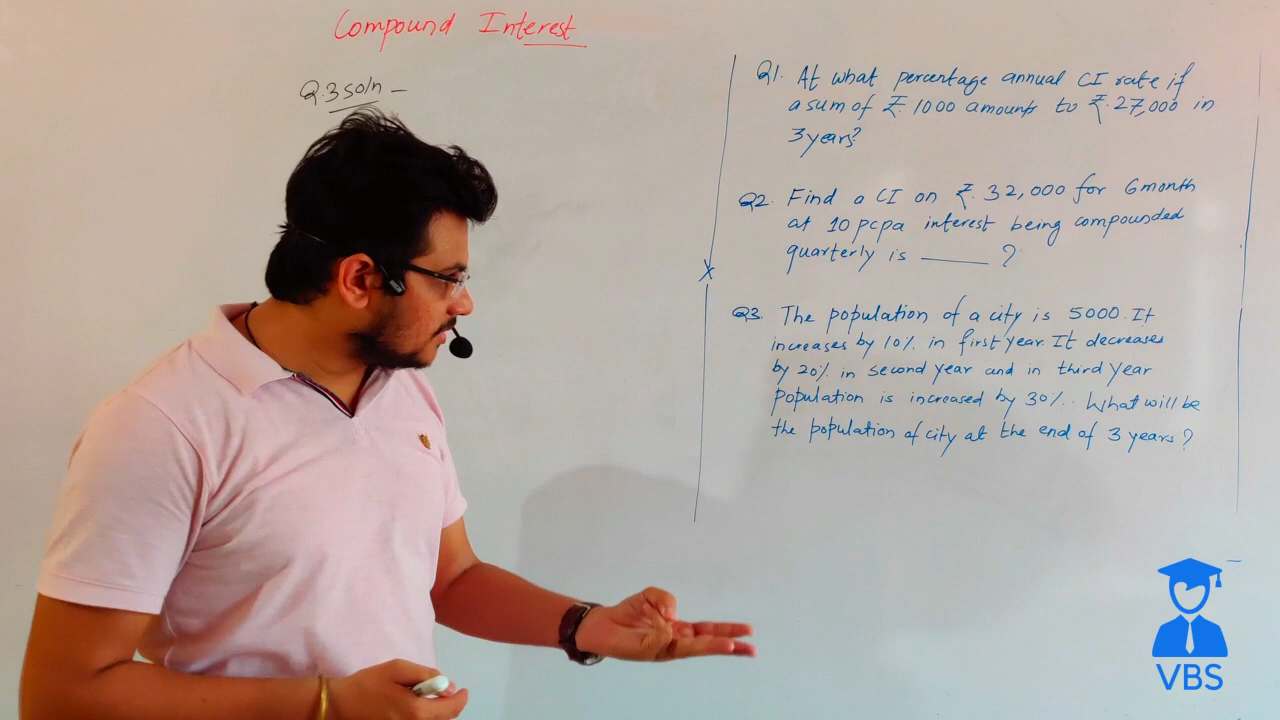 Compound Interest
Q.3 soln -
Q1. At what percentage annual CI rate if
a sum of ₹. 1000 amounts to ₹. 27,000 in
3 years?
Q2. Find a CI on ₹. 32,000 for 6 month
at 10 pcpa interest being compounded
quarterly is ______ ?
Q3. The population of a city is 5000. It
increases by 10%. in first year. It decreases
by 20%. in second year and in third year
population is increased by 30%. What will be
the population of city at the end of 3 years?
VBS